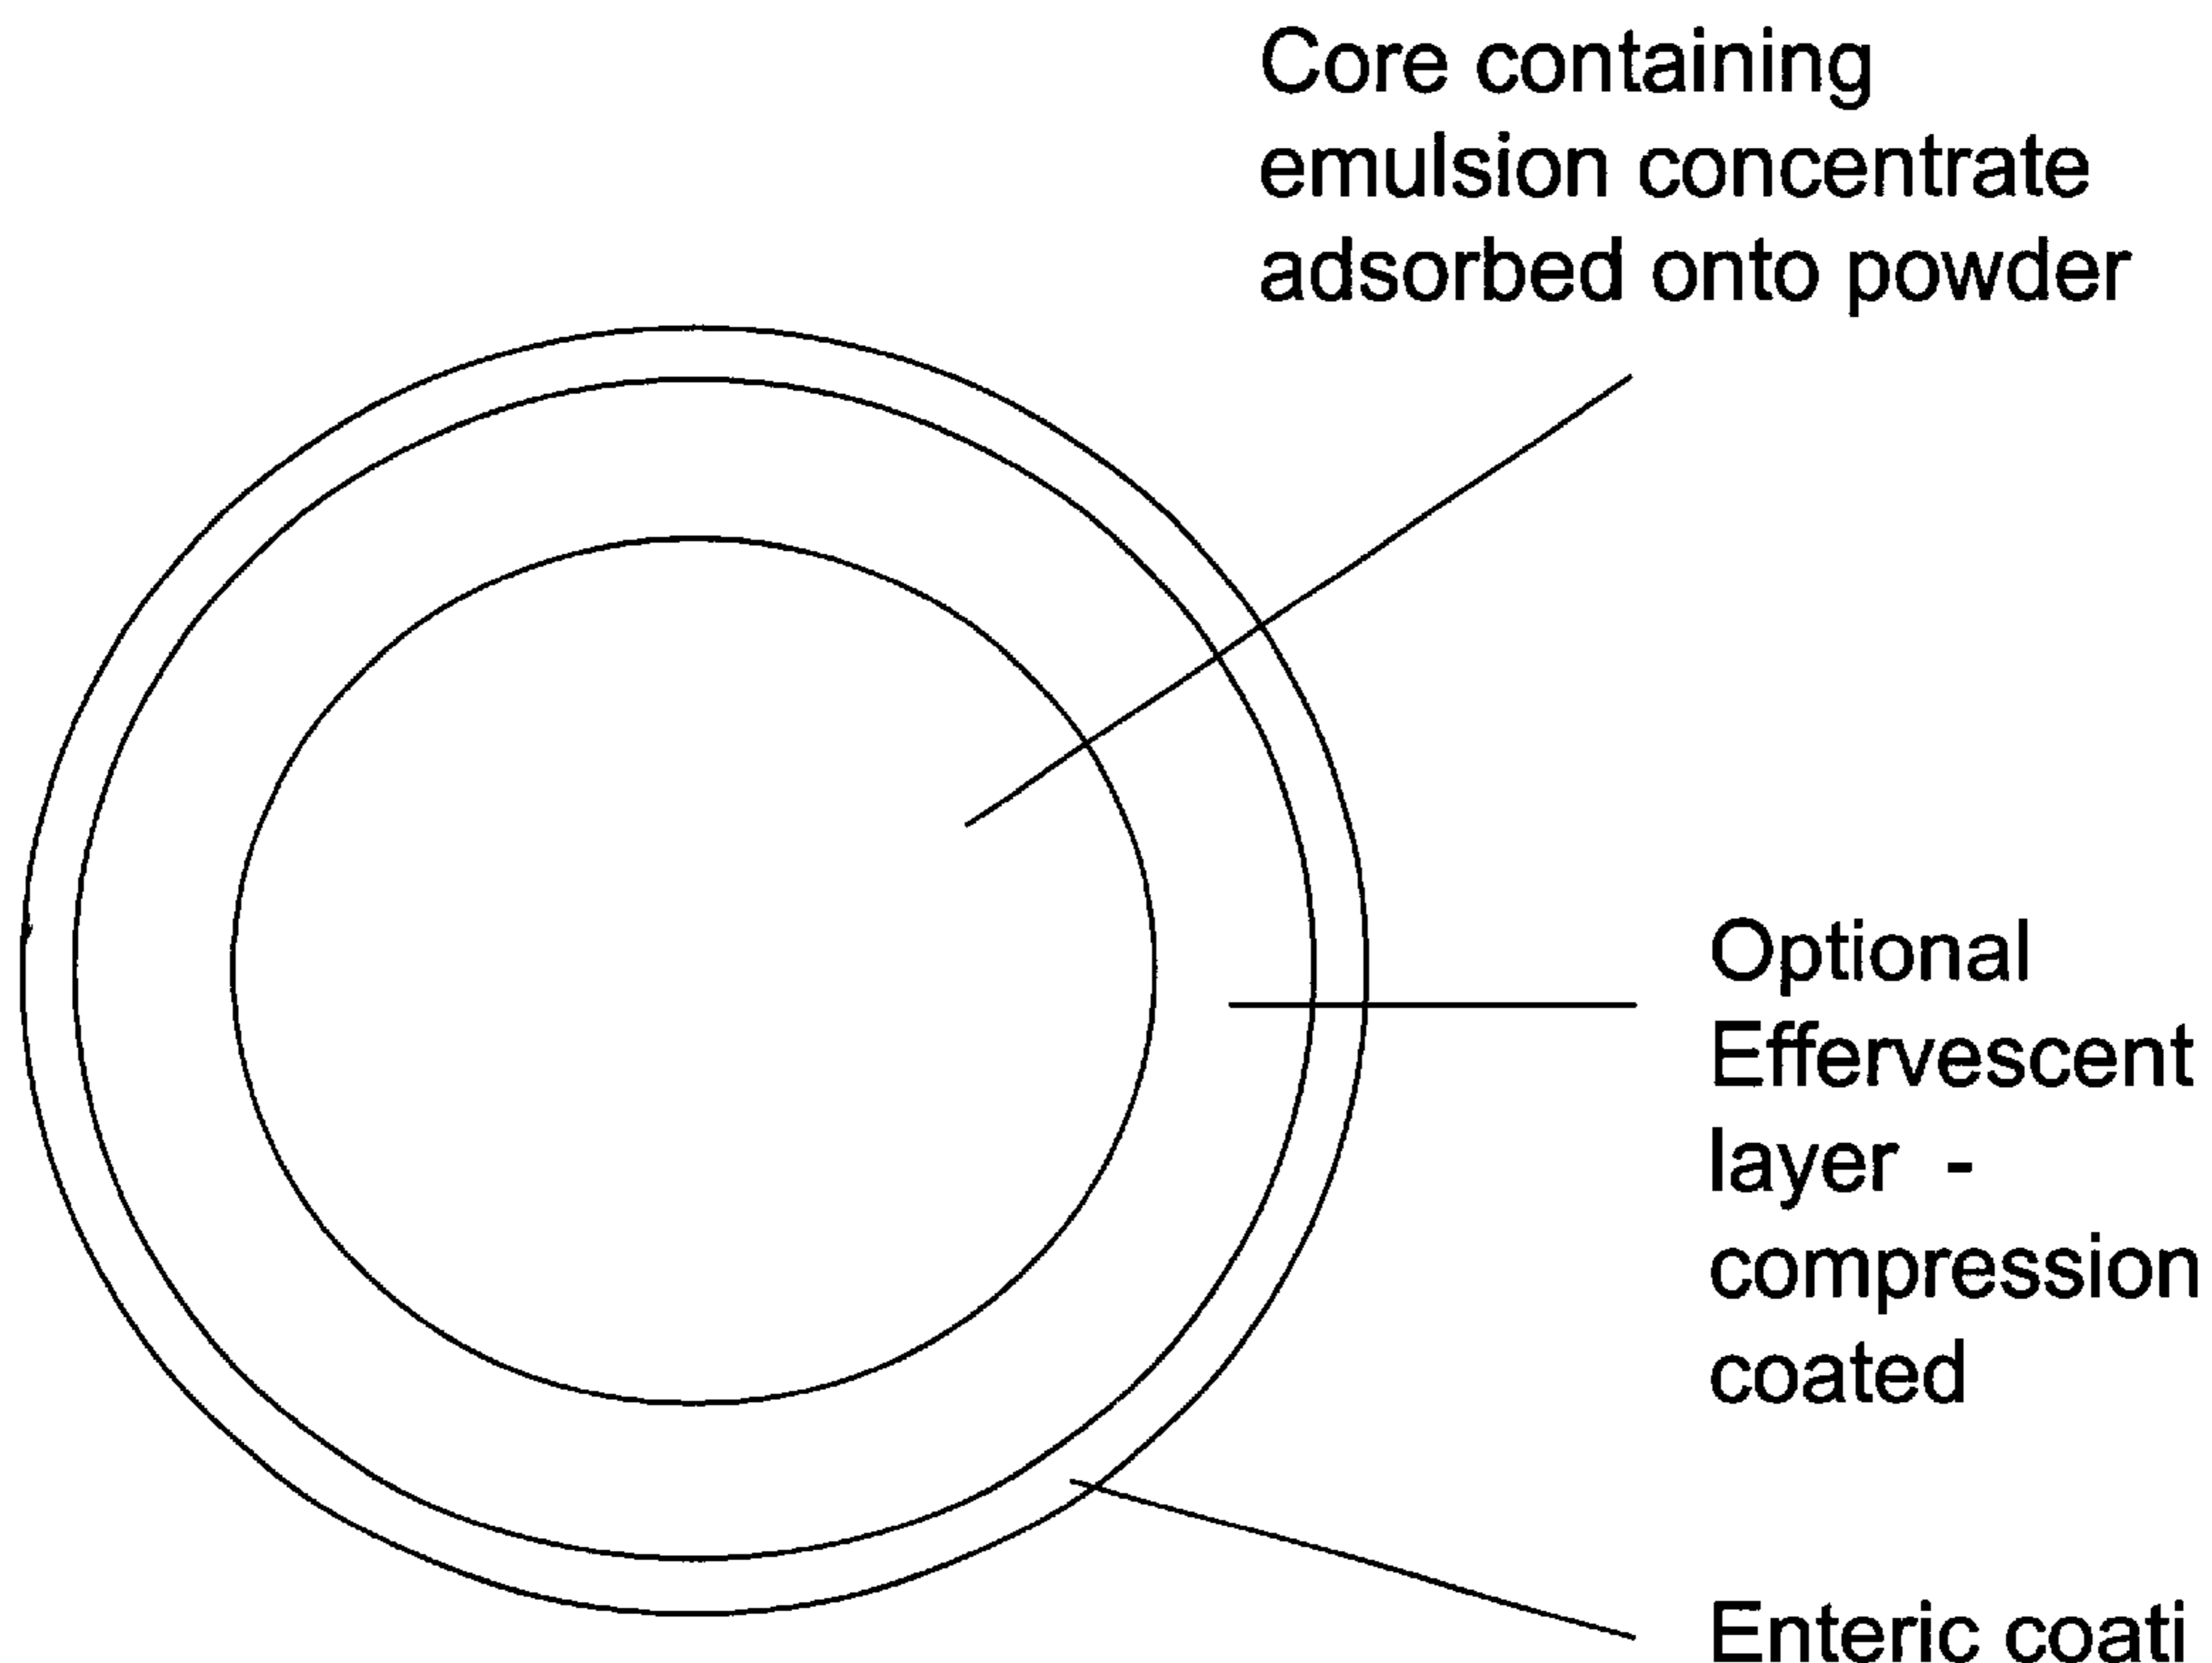 Core containing
emulsion concentrate
adsorbed onto powder
Optional
Effervescent
layer -
compression
coated
Enteric coati